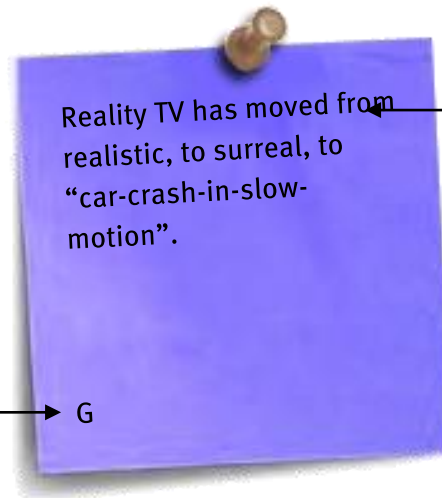 Reality TV has moved from
realistic, to surreal, to
“car-crash-in-slow-
motion”.
G